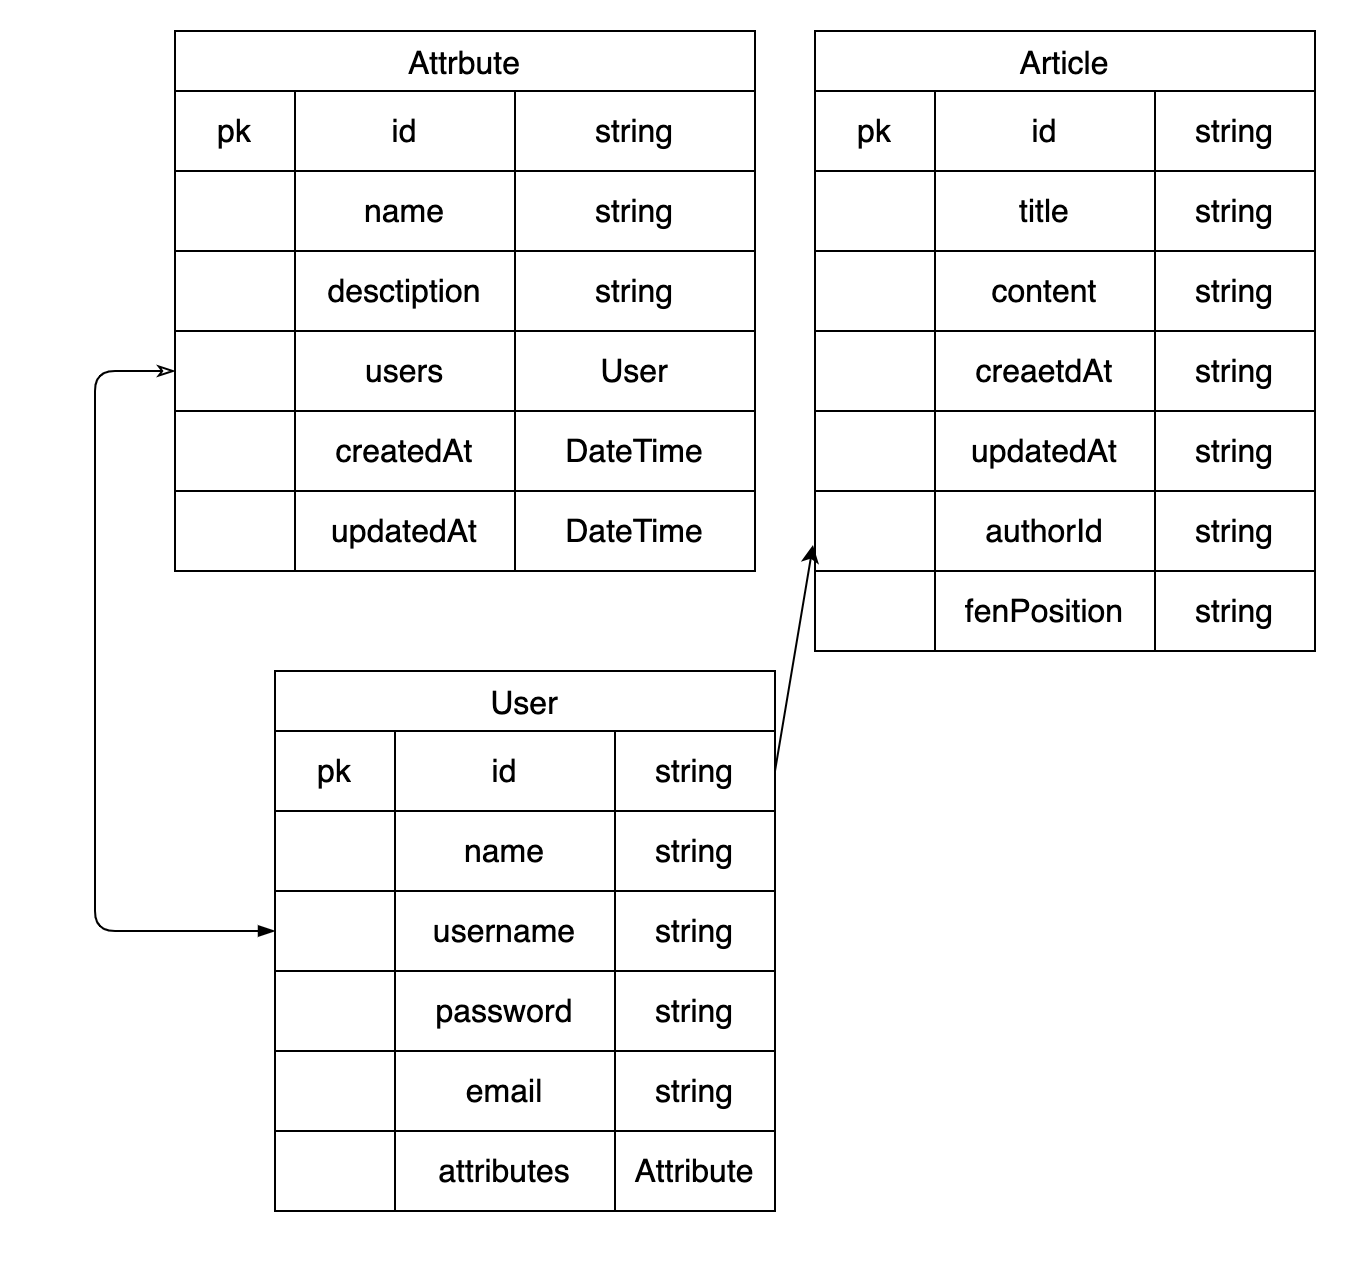 Attrbute
pk id string
name string
desctiption string
users User
createdAt DateTime
updatedAt DateTime
Article
pk id string
title string
content string
creaetdAt string
updatedAt string
authorId string
fenPosition string
User
pk id string
name string
username string
password string
email string
attributes Attribute